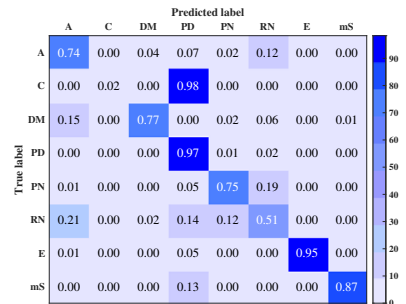 Predicted label
A C DM PD PN RN E mS
A 0.74 0.00 0.04 0.07 0.02 0.12 0.00 0.00
C 0.00 0.02 0.00 0.98 0.00 0.00 0.00 0.00
DM 0.15 0.00 0.77 0.00 0.02 0.06 0.00 0.01
PD 0.00 0.00 0.00 0.97 0.01 0.02 0.00 0.00
PN 0.01 0.00 0.00 0.05 0.75 0.19 0.00 0.00
RN 0.21 0.00 0.02 0.14 0.12 0.51 0.00 0.00
E 0.01 0.00 0.00 0.05 0.00 0.00 0.95 0.00
mS 0.00 0.00 0.00 0.13 0.00 0.00 0.00 0.87
True label
90
80
70
60
50
40
30
20
10
0